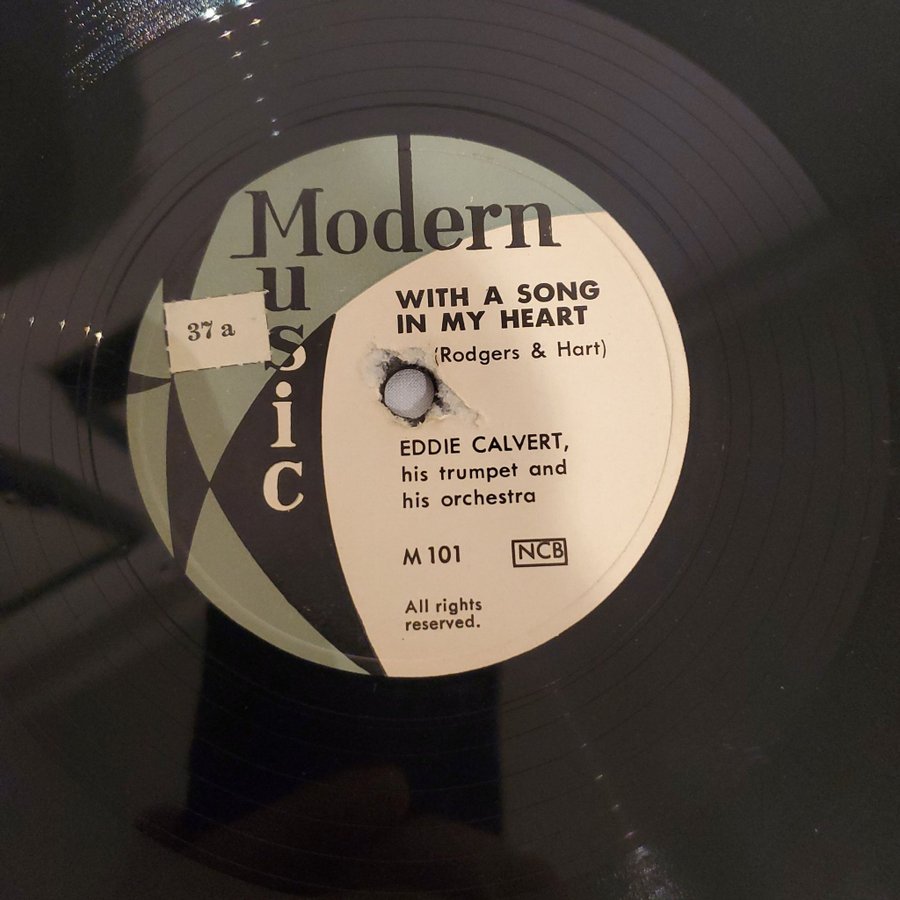 Modern
Music
37 a
WITH A SONG
IN MY HEART
(Rodgers & Hart)
EDDIE CALVERT,
his trumpet and
his orchestra
M 101
NCB
All rights
reserved.